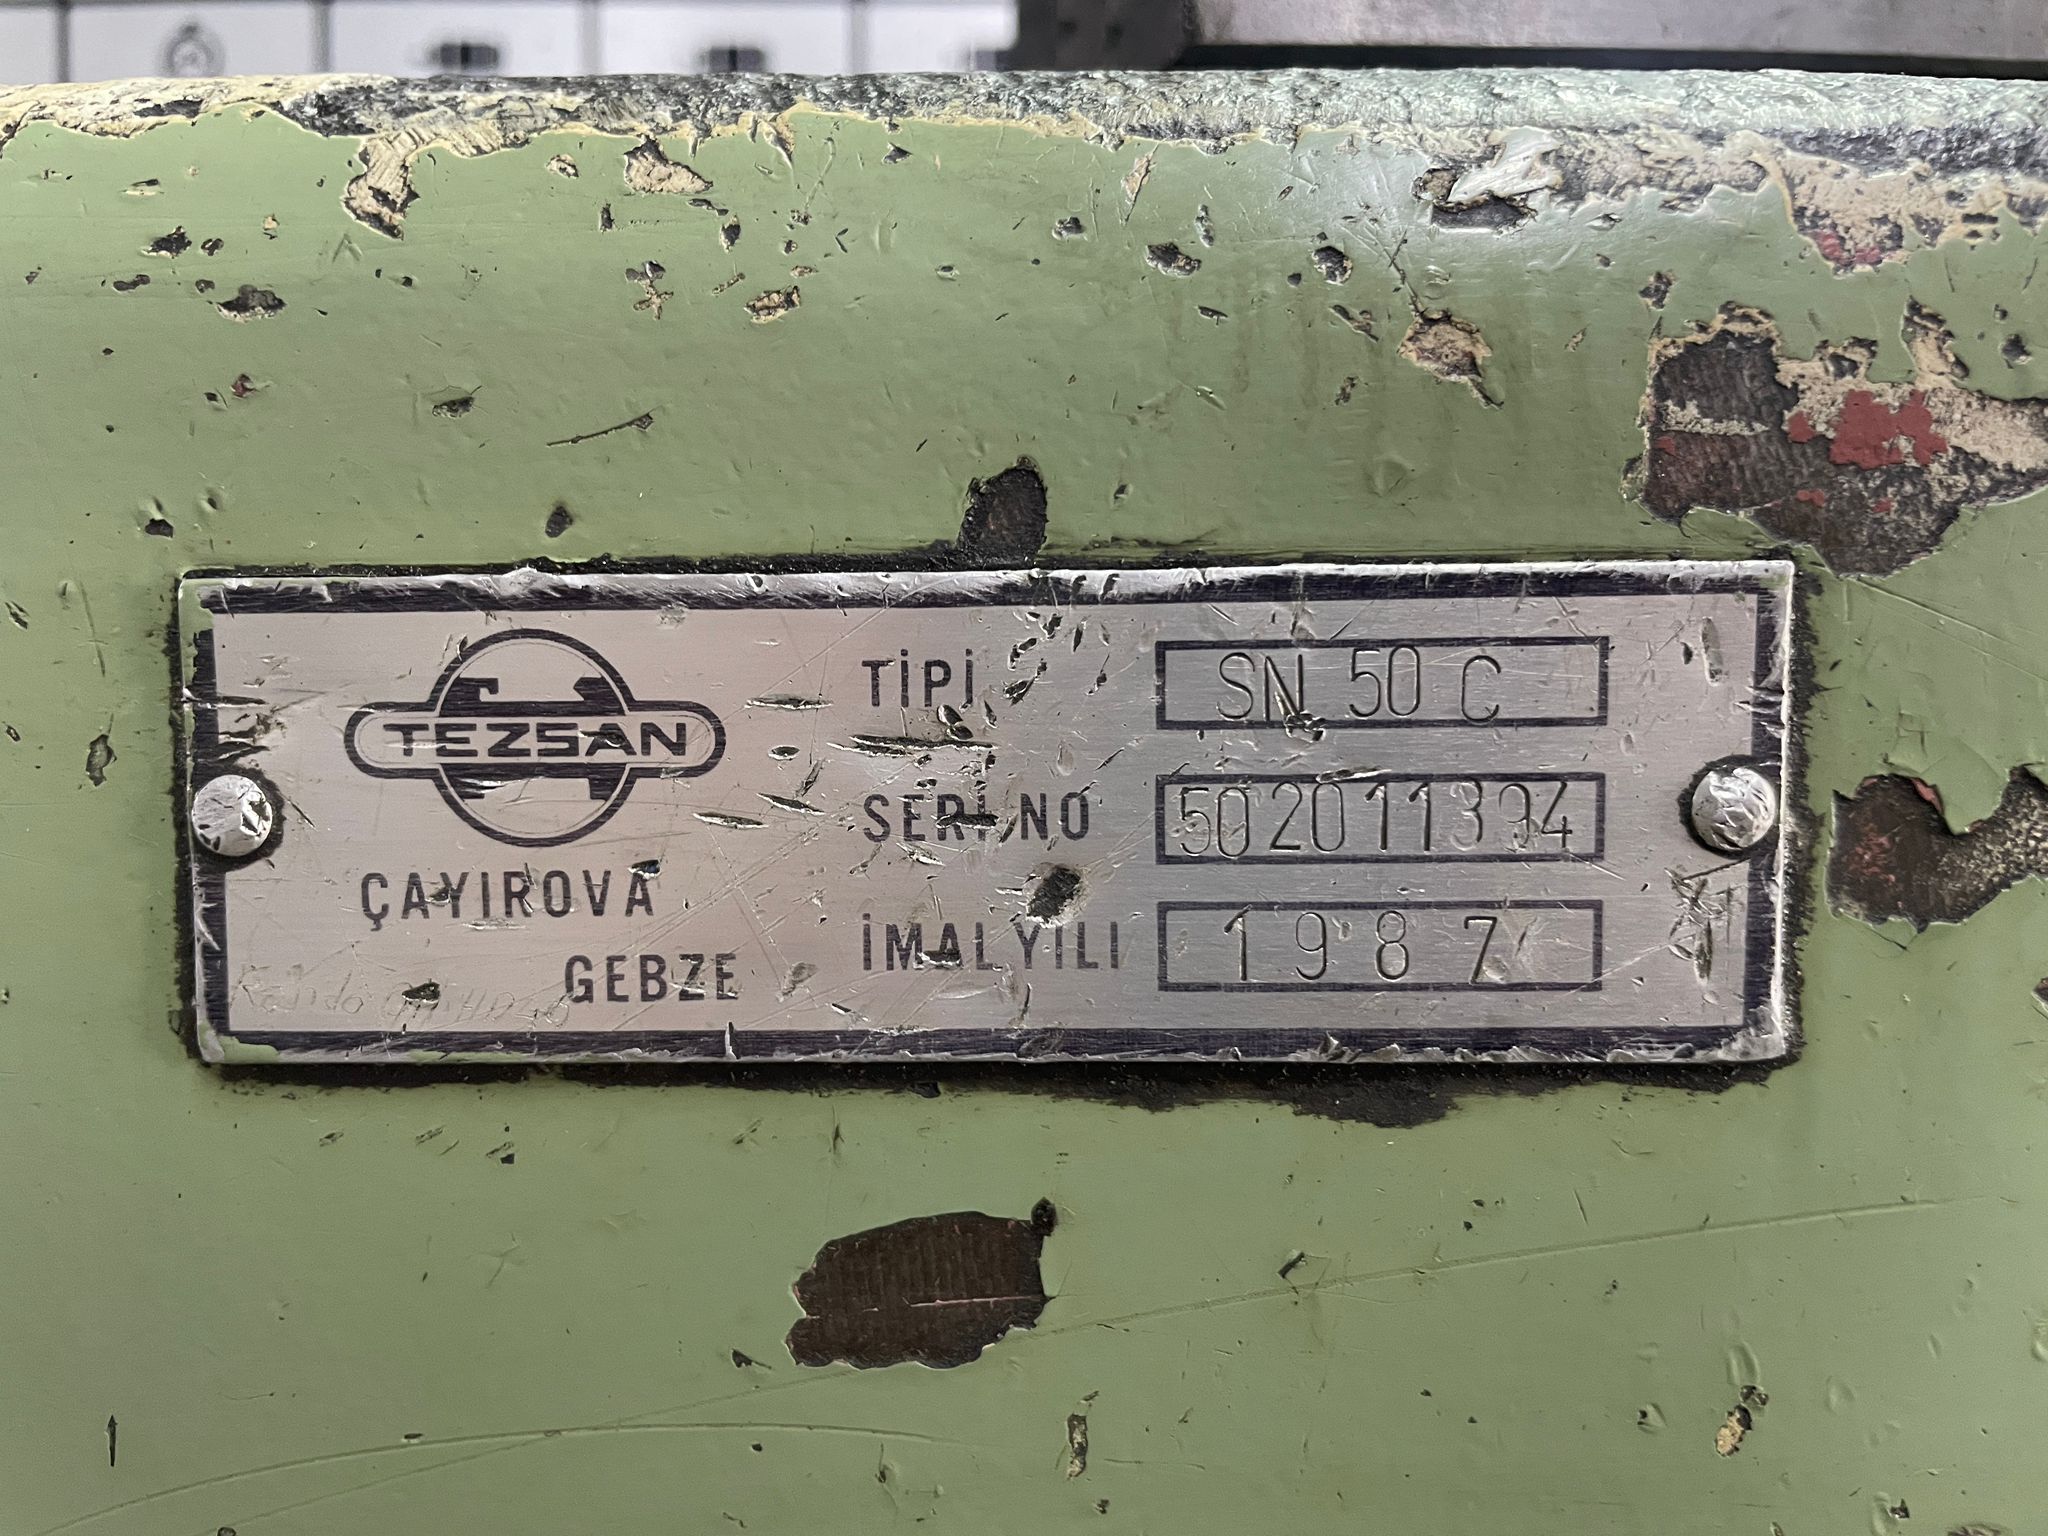 TEZSAN
ÇAYIROVA
GEBZE
TİPİ SN 50 C
SERİ NO 502011394
İMAL YILI 1987